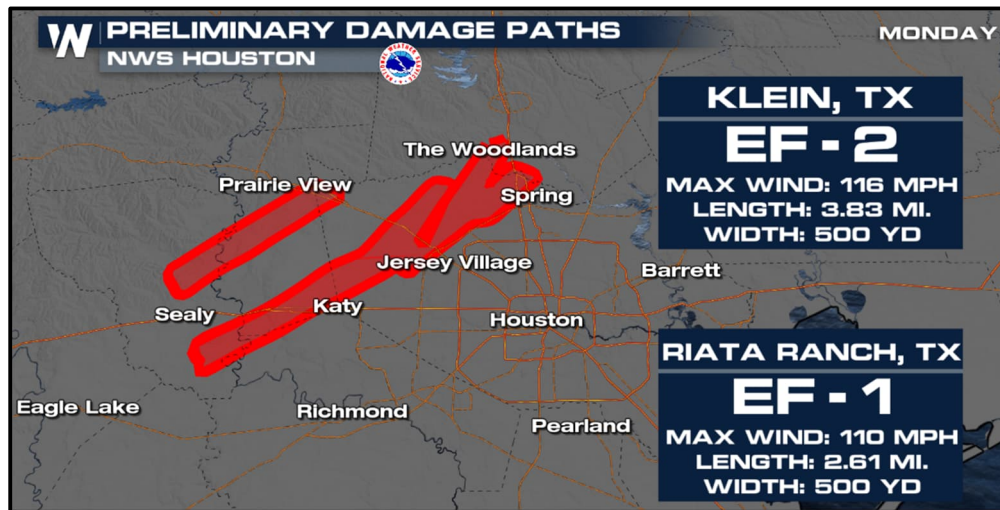 W
PRELIMINARY DAMAGE PATHS
NWS HOUSTON
MONDAY
KLEIN, TX
EF - 2
MAX WIND: 116 MPH
LENGTH: 3.83 MI.
WIDTH: 500 YD
The Woodlands
Prairie View
Spring
Jersey Village
Barrett
Sealy
Katy
Houston
RIATA RANCH, TX
EF - 1
MAX WIND: 110 MPH
LENGTH: 2.61 MI.
WIDTH: 500 YD
Eagle Lake
Richmond
Pearland